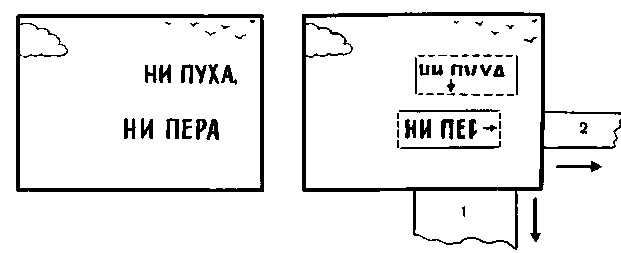 НИ ПУХА,
НИ ПЕРА
НИ ПУХА
НИ ПЕР
2
1